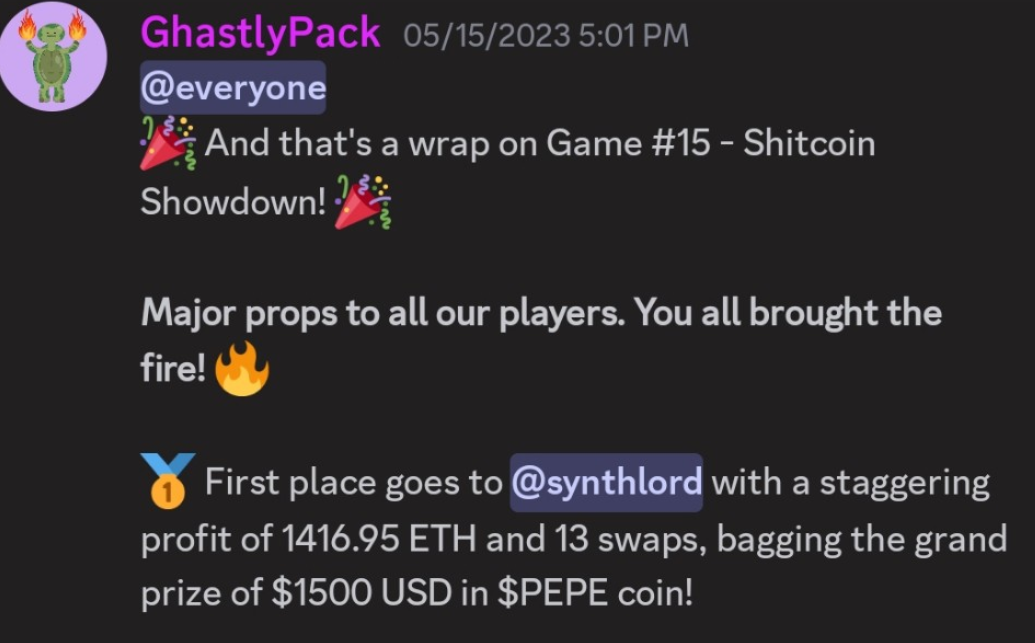 GhastlyPack 05/15/2023 5:01 PM
@everyone
🎉 And that's a wrap on Game #15 - Shitcoin
Showdown! 🎉
Major props to all our players. You all brought the
fire! 🔥
🥇 First place goes to @synthlord with a staggering
profit of 1416.95 ETH and 13 swaps, bagging the grand
prize of $1500 USD in $PEPE coin!